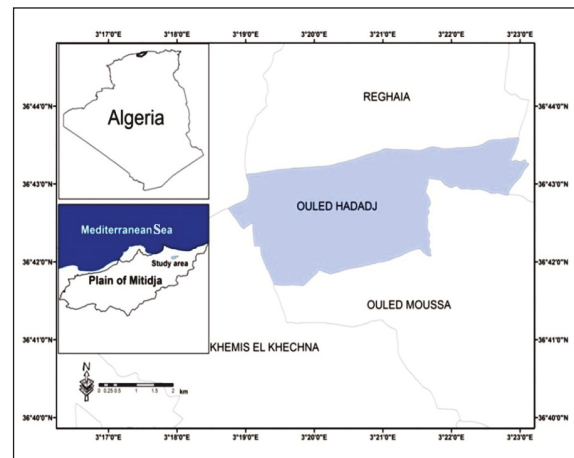 3°17'0"E 3°18'0"E 3°19'0"E 3°20'0"E 3°21'0"E 3°22'0"E 3°23'0"E
36°44'0"N
36°43'0"N
36°42'0"N
36°41'0"N
36°40'0"N
Algeria
Mediterranean Sea
Study area
Plain of Mitidja
REGHAIA
OULED HADADJ
OULED MOUSSA
KHEMIS EL KHECHNA
N
0 0.25 0.5 1 1.5 2
km
36°44'0"N
36°43'0"N
36°42'0"N
36°41'0"N
36°40'0"N
3°17'0"E 3°18'0"E 3°19'0"E 3°20'0"E 3°21'0"E 3°22'0"E 3°23'0"E